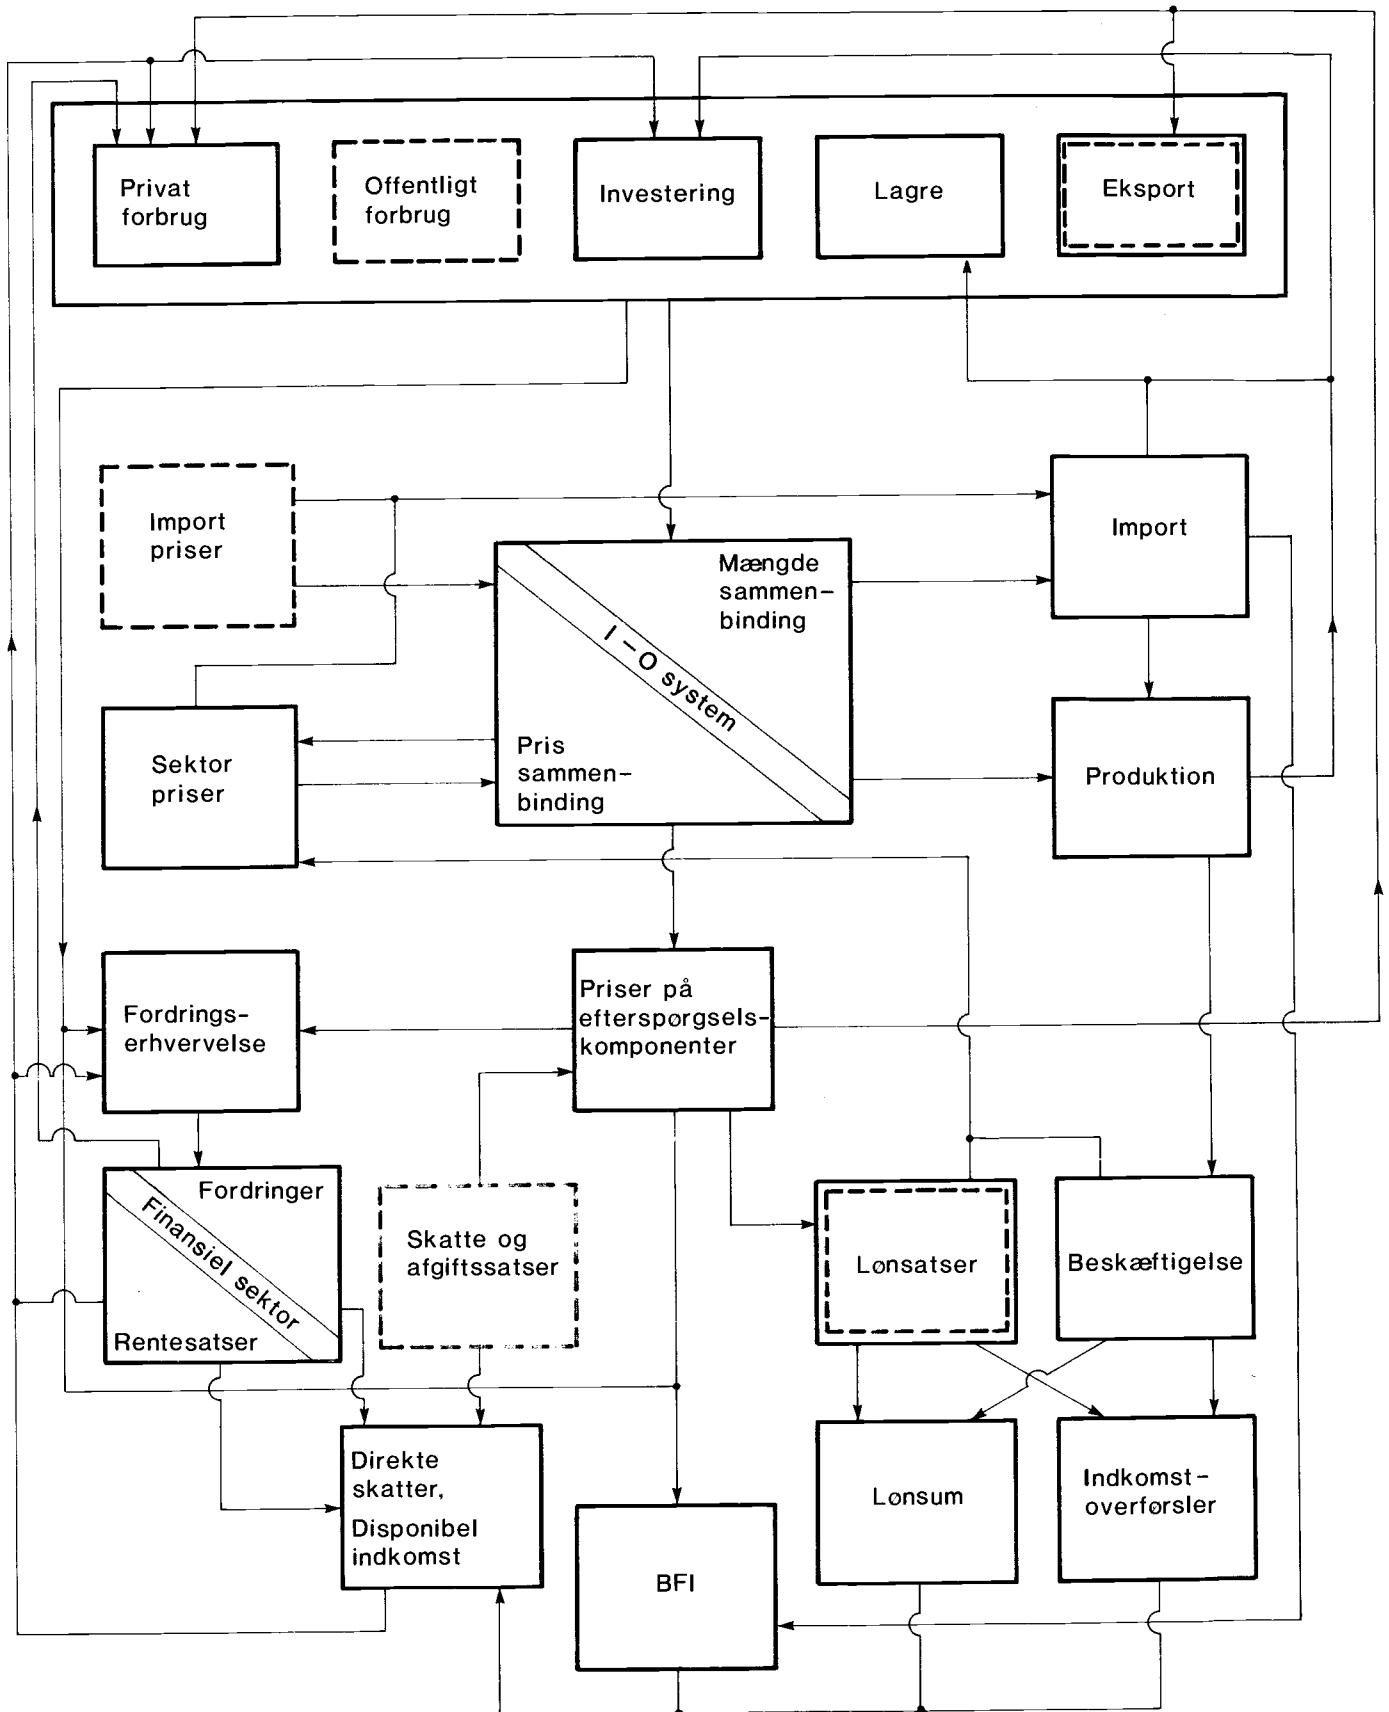 Privat
forbrug
Offentligt
forbrug
Investering
Lagre
Eksport
Import
priser
Mængde
sammen-
binding
I-O system
Pris
sammen-
binding
Import
Sektor
priser
Produktion
Fordrings-
erhvervelse
Priser på
efterspørgsels-
komponenter
Fordringer
Finansiel sektor
Rentesatser
Skatte og
afgiftssatser
Lønsatser
Beskæftigelse
Direkte
skatter,
Disponibel
indkomst
BFI
Lønsum
Indkomst-
overførsler